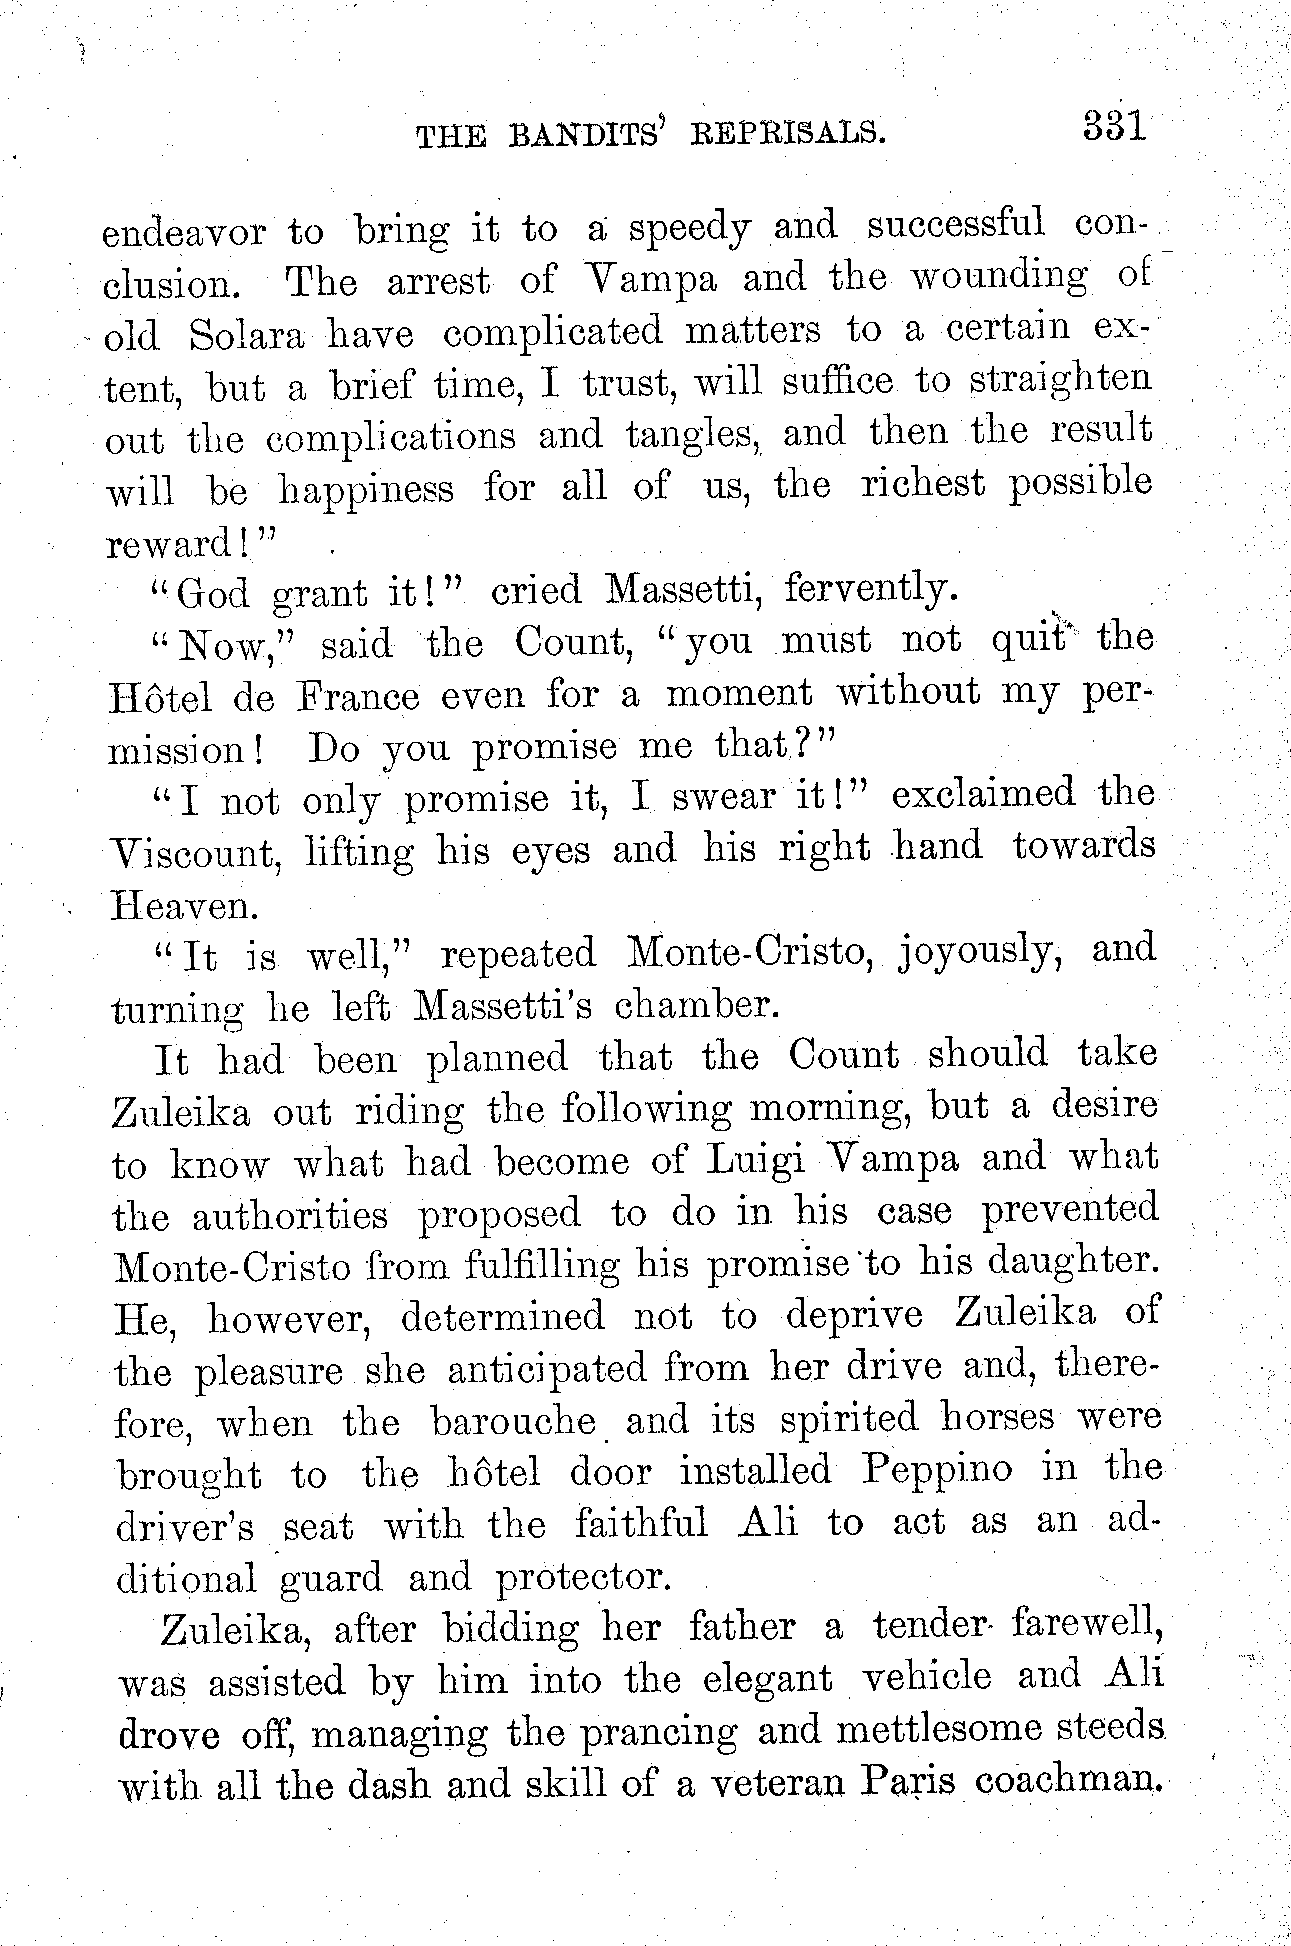 THE BANDITS' REPRISALS. 331
endeavor to bring it to a speedy and successful con-
clusion. The arrest of Vampa and the wounding of
old Solara have complicated matters to a certain ex-
tent, but a brief time, I trust, will suffice to straighten
out the complications and tangles, and then the result
will be happiness for all of us, the richest possible
reward!"
"God grant it!" cried Massetti, fervently.
"Now," said the Count, "you must not quit the
Hôtel de France even for a moment without my per-
mission! Do you promise me that?"
"I not only promise it, I swear it!" exclaimed the
Viscount, lifting his eyes and his right hand towards
Heaven.
"It is well," repeated Monte-Cristo, joyously, and
turning he left Massetti's chamber.
It had been planned that the Count should take
Zuleika out riding the following morning, but a desire
to know what had become of Luigi Vampa and what
the authorities proposed to do in his case prevented
Monte-Cristo from fulfilling his promise to his daughter.
He, however, determined not to deprive Zuleika of
the pleasure she anticipated from her drive and, there-
fore, when the barouche and its spirited horses were
brought to the hôtel door installed Peppino in the
driver's seat with the faithful Ali to act as an ad-
ditional guard and protector.
Zuleika, after bidding her father a tender farewell,
was assisted by him into the elegant vehicle and Ali
drove off, managing the prancing and mettlesome steeds
with all the dash and skill of a veteran Paris coachman.